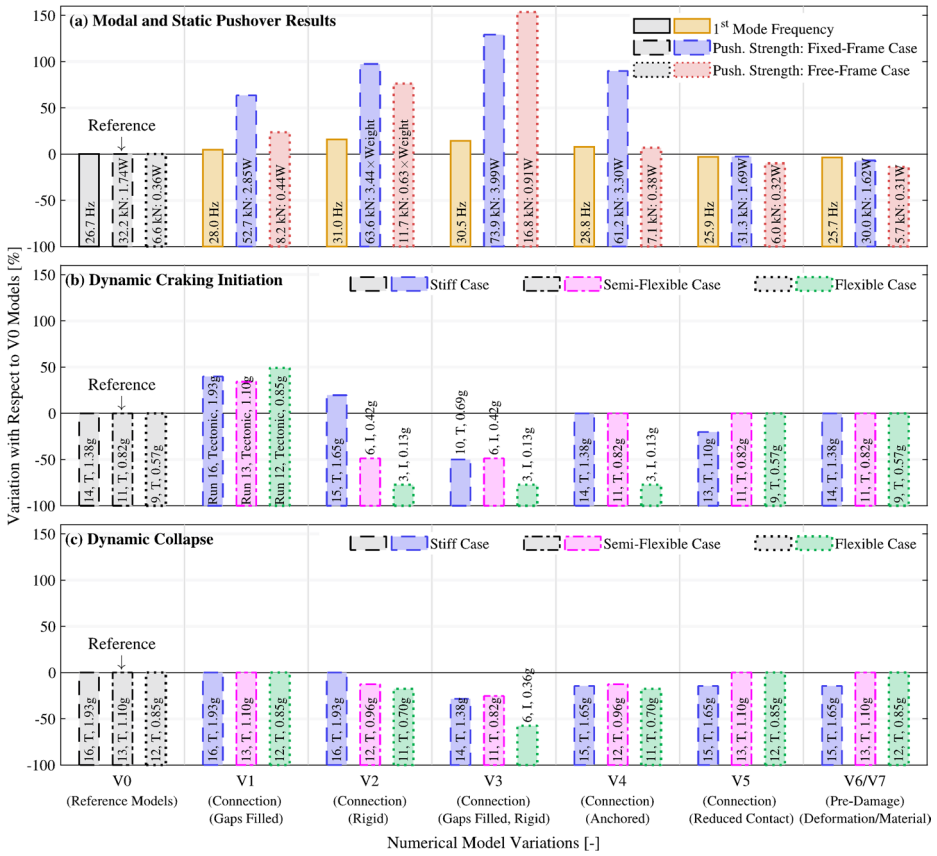 (a) Modal and Static Pushover Results
1st Mode Frequency
Push. Strength: Fixed-Frame Case
Push. Strength: Free-Frame Case
150
100
50
0
-50
-100
Reference
26.7 Hz
32.2 kN: 1.74W
6.6 kN: 0.36W
28.0 Hz
52.7 kN: 2.85W
8.2 kN: 0.44W
31.0 Hz
63.6 kN: 3.44×Weight
11.7 kN: 0.63×Weight
30.5 Hz
73.9 kN: 3.99W
16.8 kN: 0.91W
28.8 Hz
61.2 kN: 3.30W
7.1 kN: 0.38W
25.9 Hz
31.3 kN: 1.69W
6.0 kN: 0.32W
25.7 Hz
30.0 kN: 1.62W
5.7 kN: 0.31W
Variation with Respect to V0 Models [%]
(b) Dynamic Craking Initiation
Stiff Case
Semi-Flexible Case
Flexible Case
150
100
50
0
-50
-100
Reference
14, T, 1.38g
11, T, 0.82g
9, T, 0.57g
Run 16, Tectonic, 1.93g
Run 13, Tectonic, 1.10g
Run 12, Tectonic, 0.85g
15, T, 1.65g
6, I, 0.42g
3, I, 0.13g
10, T, 0.69g
6, I, 0.42g
3, I, 0.13g
14, T, 1.38g
11, T, 0.82g
3, I, 0.13g
13, T, 1.10g
11, T, 0.82g
9, T, 0.57g
14, T, 1.38g
11, T, 0.82g
9, T, 0.57g
(c) Dynamic Collapse
Stiff Case
Semi-Flexible Case
Flexible Case
150
100
50
0
-50
-100
Reference
16, T, 1.93g
13, T, 1.10g
12, T, 0.85g
16, T, 1.93g
13, T, 1.10g
12, T, 0.85g
16, T, 1.93g
12, T, 0.96g
11, T, 0.70g
14, T, 1.38g
11, T, 0.82g
6, I, 0.36g
15, T, 1.65g
12, T, 0.96g
11, T, 0.70g
15, T, 1.65g
13, T, 1.10g
12, T, 0.85g
15, T, 1.65g
13, T, 1.10g
12, T, 0.85g
V0
(Reference Models)
V1
(Connection)
(Gaps Filled)
V2
(Connection)
(Rigid)
V3
(Connection)
(Gaps Filled, Rigid)
V4
(Connection)
(Anchored)
V5
(Connection)
(Reduced Contact)
V6/V7
(Pre-Damage)
(Deformation/Material)
Numerical Model Variations [-]